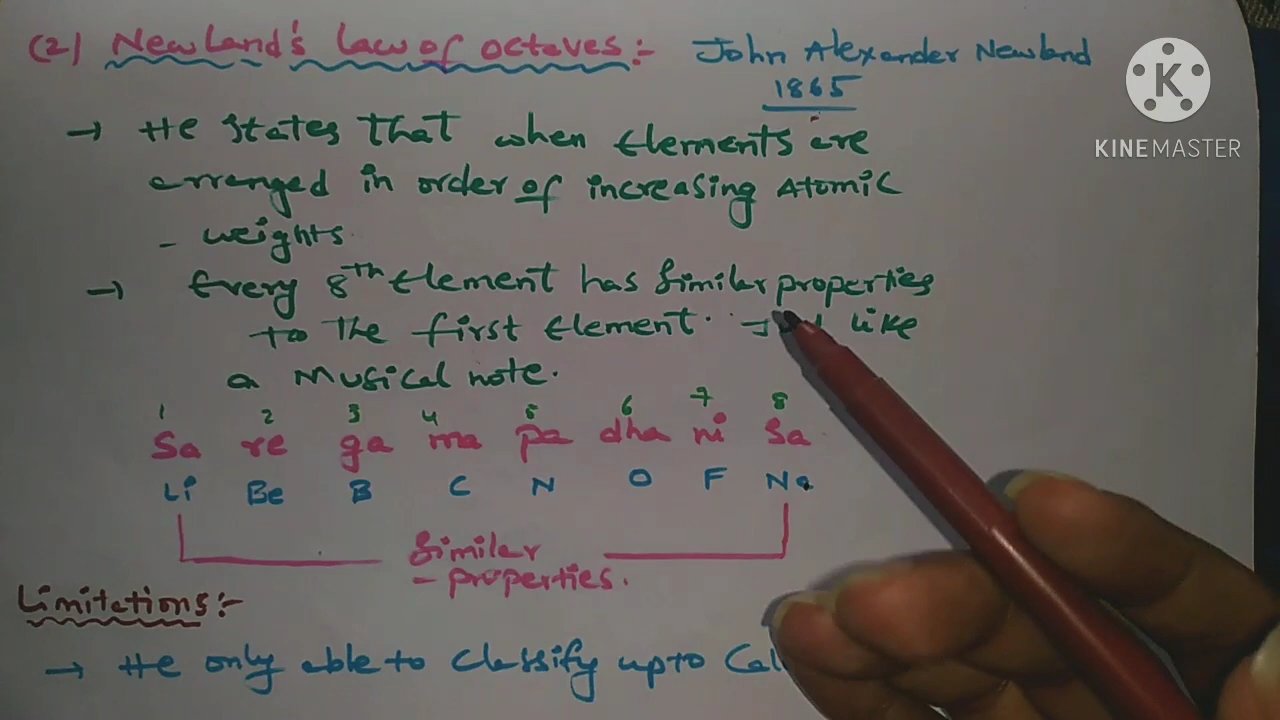 (2) Newland's law of octaves:- John Alexander Newland
1865
K
KINEMASTER
→ He states that when Elements are
arranged in order of increasing Atomic
- weights.
→ Every 8th Element has similar properties
to the first Element. like
a Musical note.
1 2 3 4 5 6 7 8
Sa re ga ma pa dha ni Sa
Li Be B C N O F Na
Similar
- properties.
Limitations:-
→ He only able to classify upto